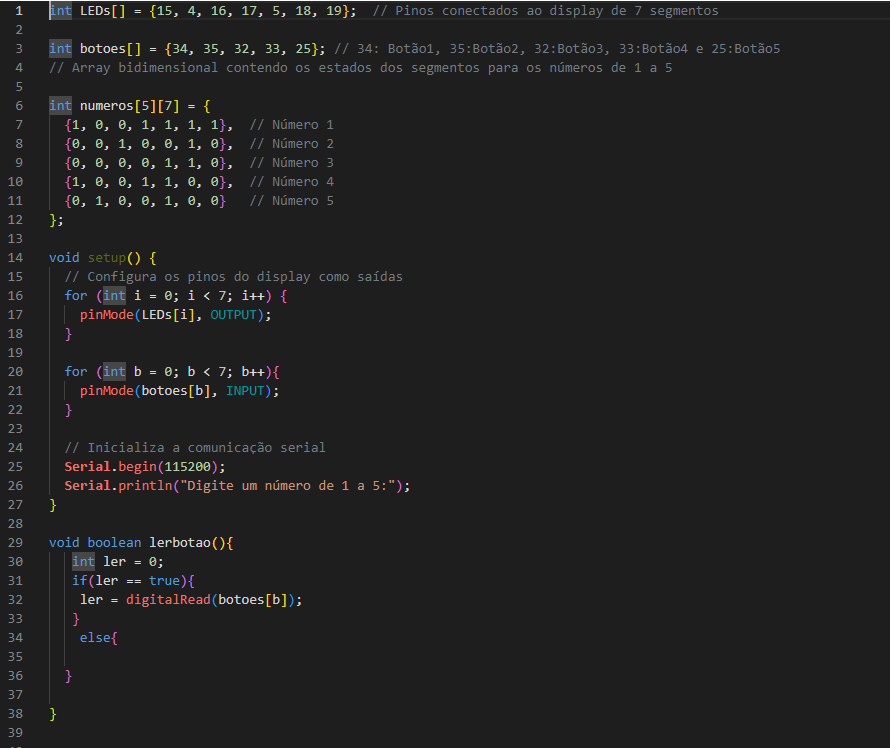 1 int LEDs[] = {15, 4, 16, 17, 5, 18, 19};  // Pinos conectados ao display de 7 segmentos
2
3 int botoes[] = {34, 35, 32, 33, 25}; // 34: Botão1, 35:Botão2, 32:Botão3, 33:Botão4 e 25:Botão5
4 // Array bidimensional contendo os estados dos segmentos para os números de 1 a 5
5
6 int numeros[5][7] = {
7   {1, 0, 0, 1, 1, 1, 1},  // Número 1
8   {0, 0, 1, 0, 0, 1, 0},  // Número 2
9   {0, 0, 0, 0, 1, 1, 0},  // Número 3
10   {1, 0, 0, 1, 1, 0, 0},  // Número 4
11   {0, 1, 0, 0, 1, 0, 0}   // Número 5
12 };
13
14 void setup() {
15   // Configura os pinos do display como saídas
16   for (int i = 0; i < 7; i++) {
17     pinMode(LEDs[i], OUTPUT);
18   }
19
20   for (int b = 0; b < 7; b++){
21     pinMode(botoes[b], INPUT);
22   }
23
24   // Inicializa a comunicação serial
25   Serial.begin(115200);
26   Serial.println("Digite um número de 1 a 5:");
27 }
28
29 void boolean lerbotao(){
30    int ler = 0;
31    if(ler == true){
32     ler = digitalRead(botoes[b]);
33    }
34     else{
35
36   }
37
38 }
39